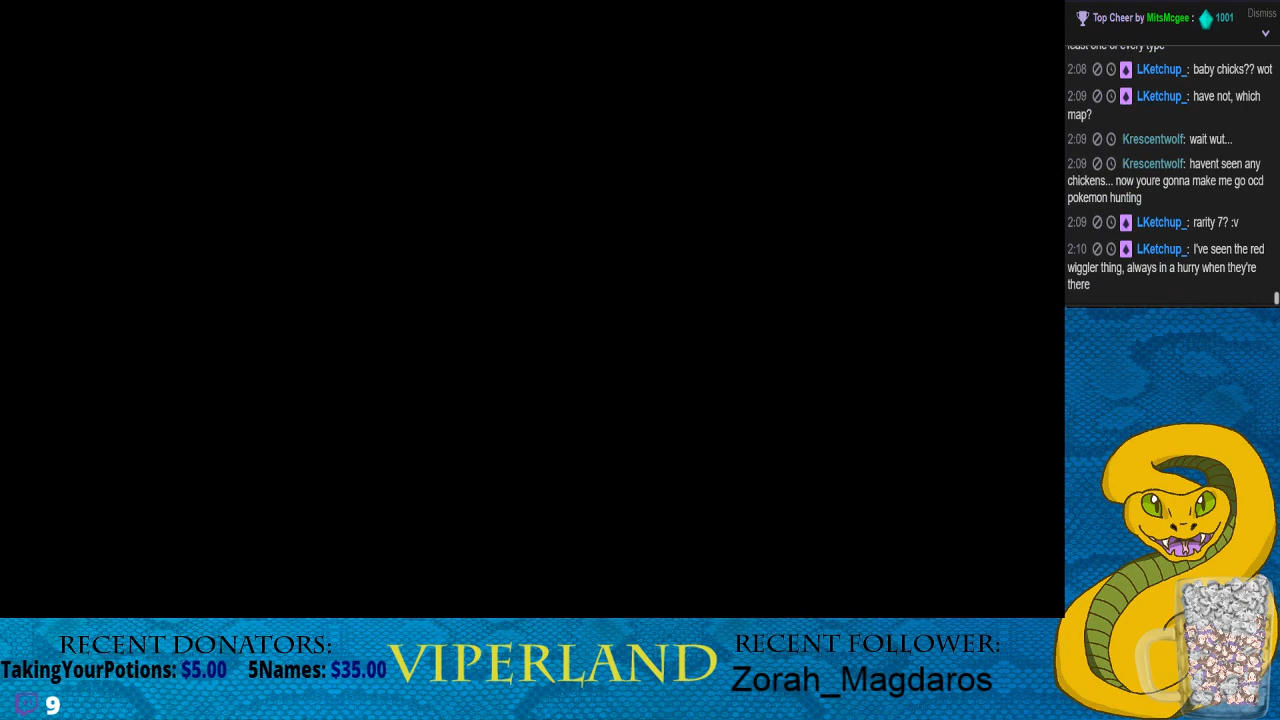 Top Cheer by MitsMcgee : 1001
Dismiss
least one of every type
2:08 LKetchup_: baby chicks?? wot
2:09 LKetchup_: have not, which
map?
2:09 Krescentwolf: wait wut...
2:09 Krescentwolf: havent seen any
chickens... now youre gonna make me go ocd
pokemon hunting
2:09 LKetchup_: rarity 7? :v
2:10 LKetchup_: I've seen the red
wiggler thing, always in a hurry when they're
there
RECENT DONATORS:
TakingYourPotions: $5.00 5Names: $35.00
9
VIPERLAND
RECENT FOLLOWER:
Zorah_Magdaros